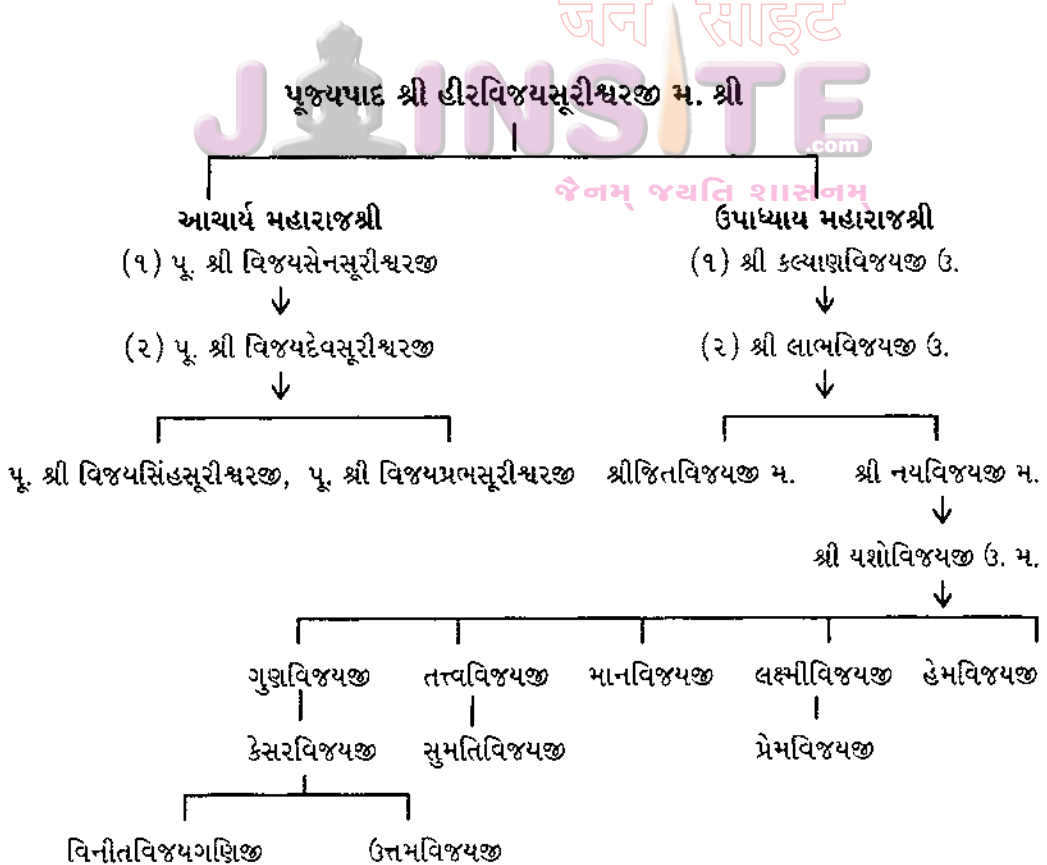 जैन साइट
JAINSITE
.com
પૂજ્યપાદ શ્રી હીરવિજયસૂરીશ્વરજી મ. શ્રી
જૈનમ્ જયતિ શાસનમ્
આચાર્ય મહારાજશ્રી ઉપાધ્યાય મહારાજશ્રી
(૧) પૂ. શ્રી વિજયસેનસૂરીશ્વરજી (૧) શ્રી કલ્યાણવિજયજી ઉ.
(૨) પૂ. શ્રી વિજયદેવસૂરીશ્વરજી (૨) શ્રી લાભવિજયજી ઉ.
પૂ. શ્રી વિજયસિંહસૂરીશ્વરજી, પૂ. શ્રી વિજયપ્રભસૂરીશ્વરજી શ્રીજિતવિજયજી મ. શ્રી નયવિજયજી મ.
શ્રી યશોવિજયજી ઉ. મ.
ગુણવિજયજી તત્ત્વવિજયજી માનવિજયજી લક્ષ્મીવિજયજી હેમવિજયજી
કેસરવિજયજી સુમતિવિજયજી પ્રેમવિજયજી
વિનીતવિજયગણિજી ઉત્તમવિજયજી